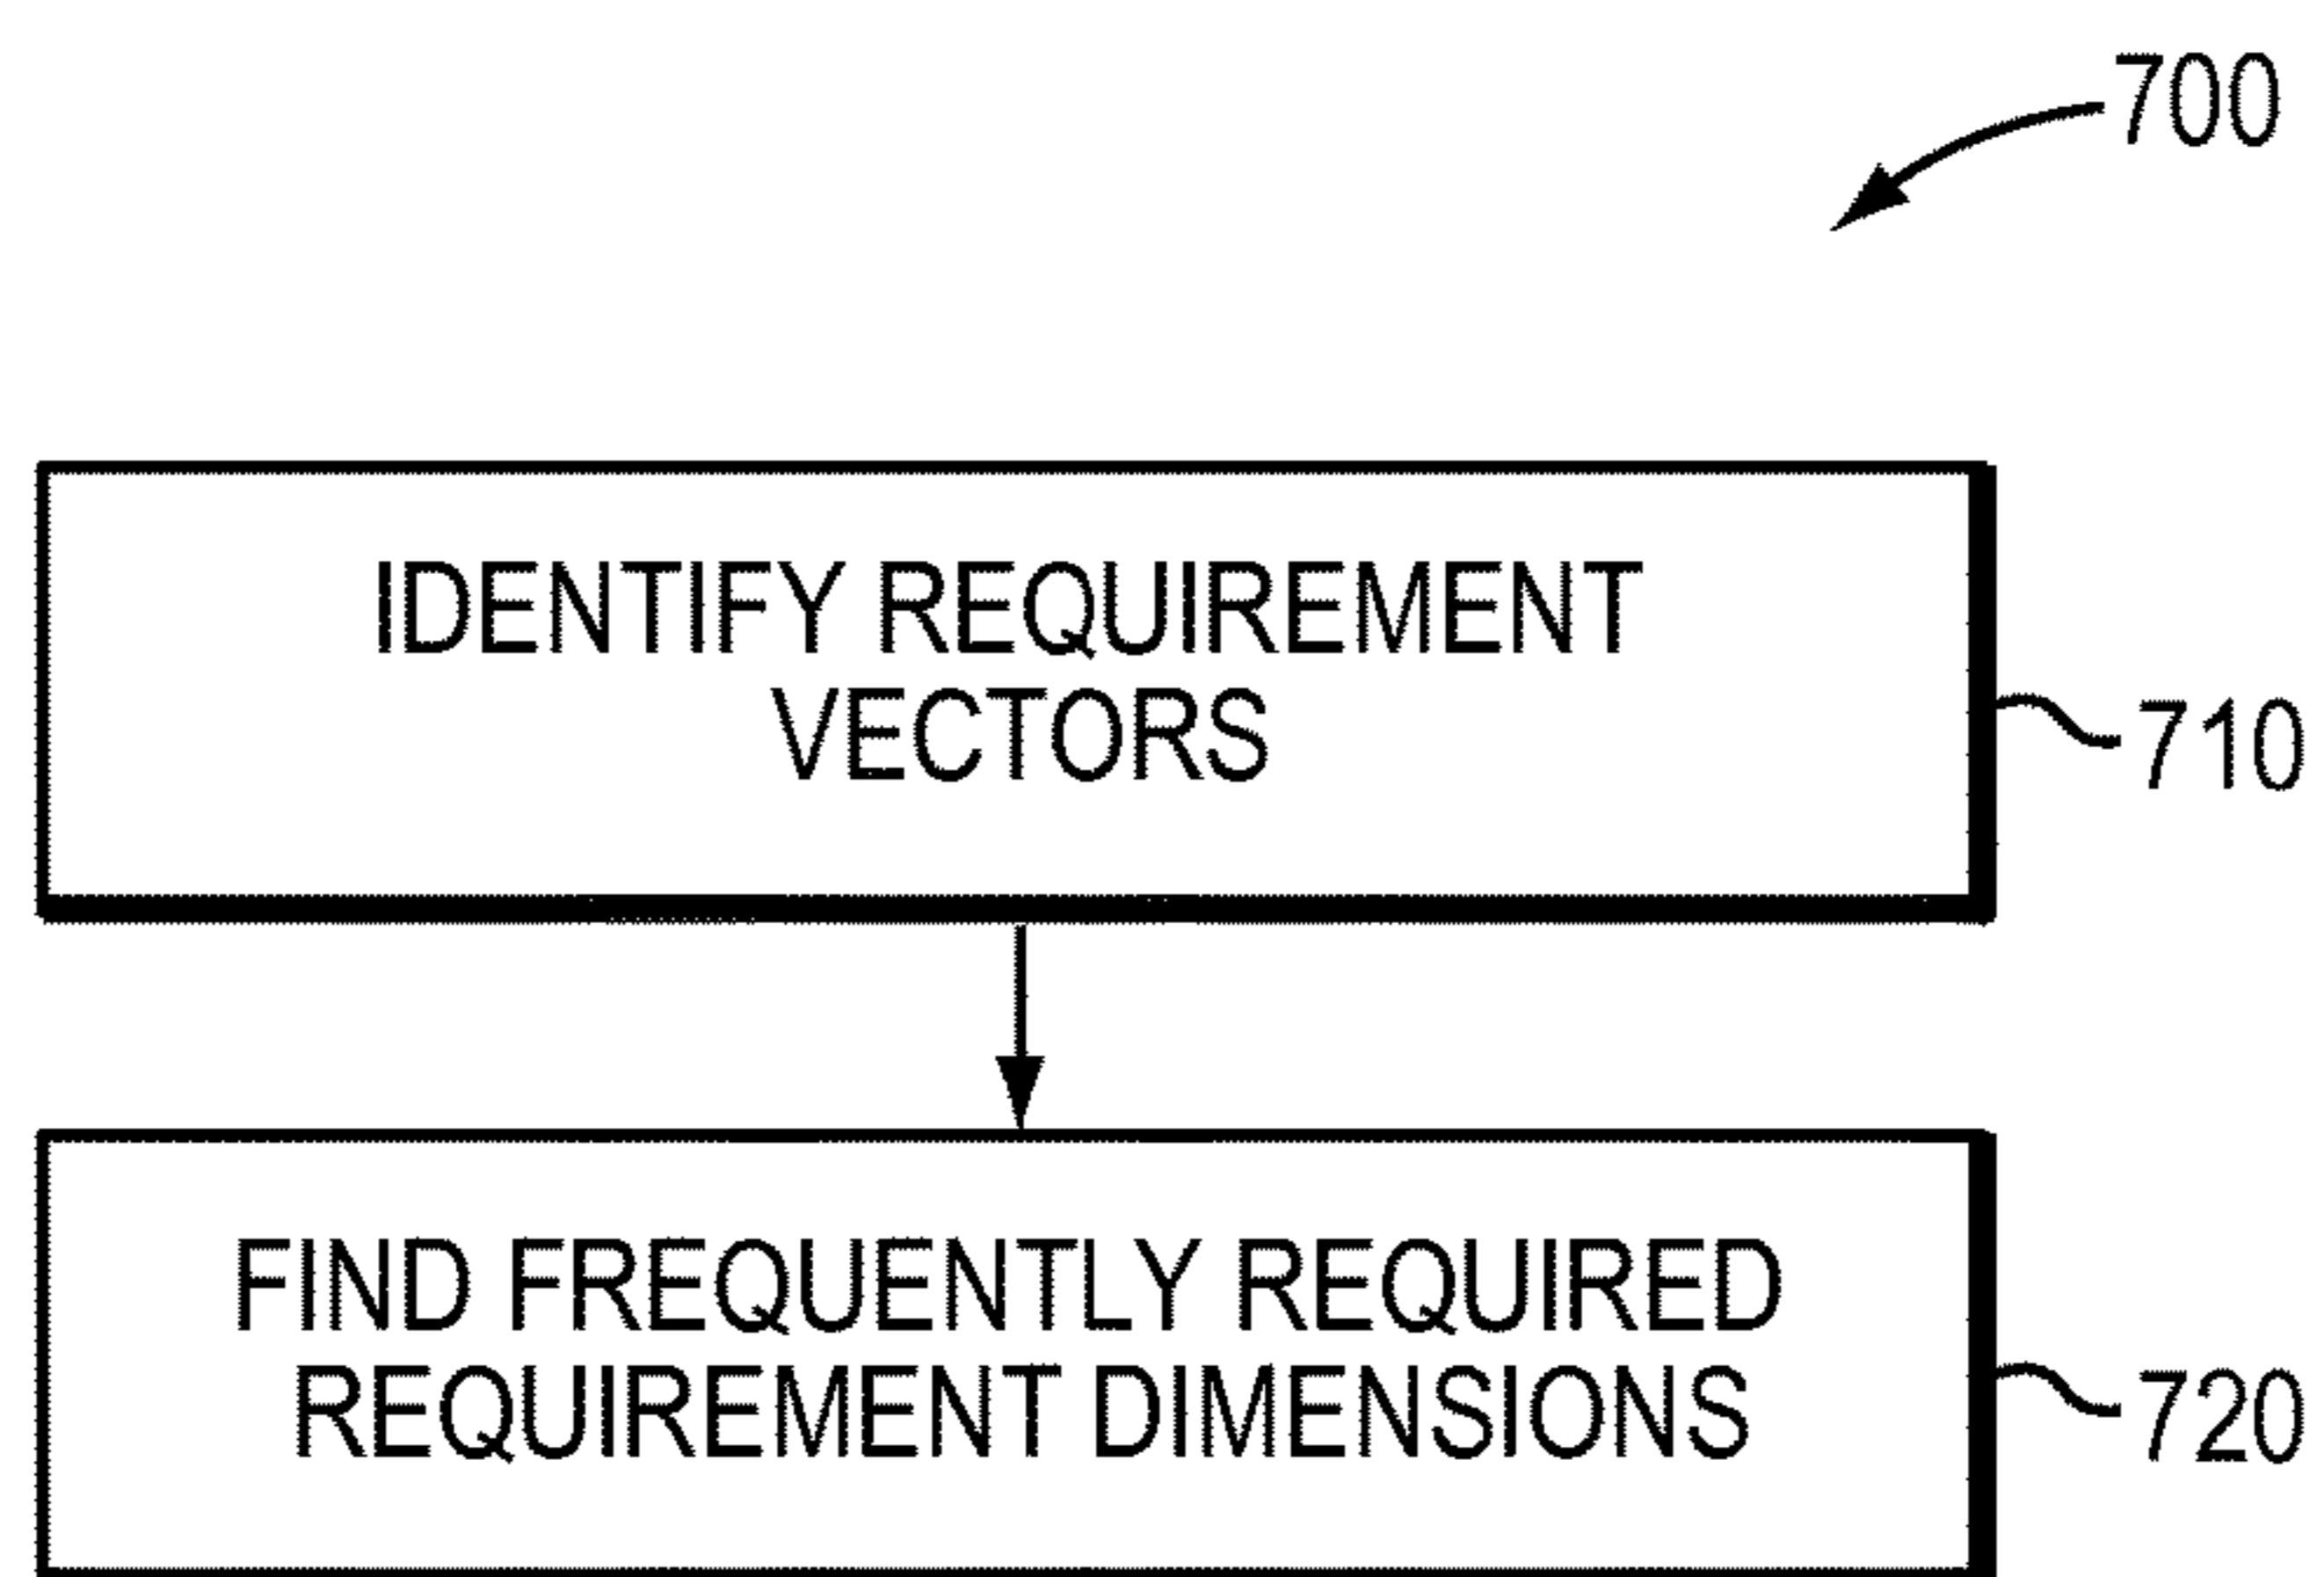 700
IDENTIFY REQUIREMENT
VECTORS
710
FIND FREQUENTLY REQUIRED
REQUIREMENT DIMENSIONS
720